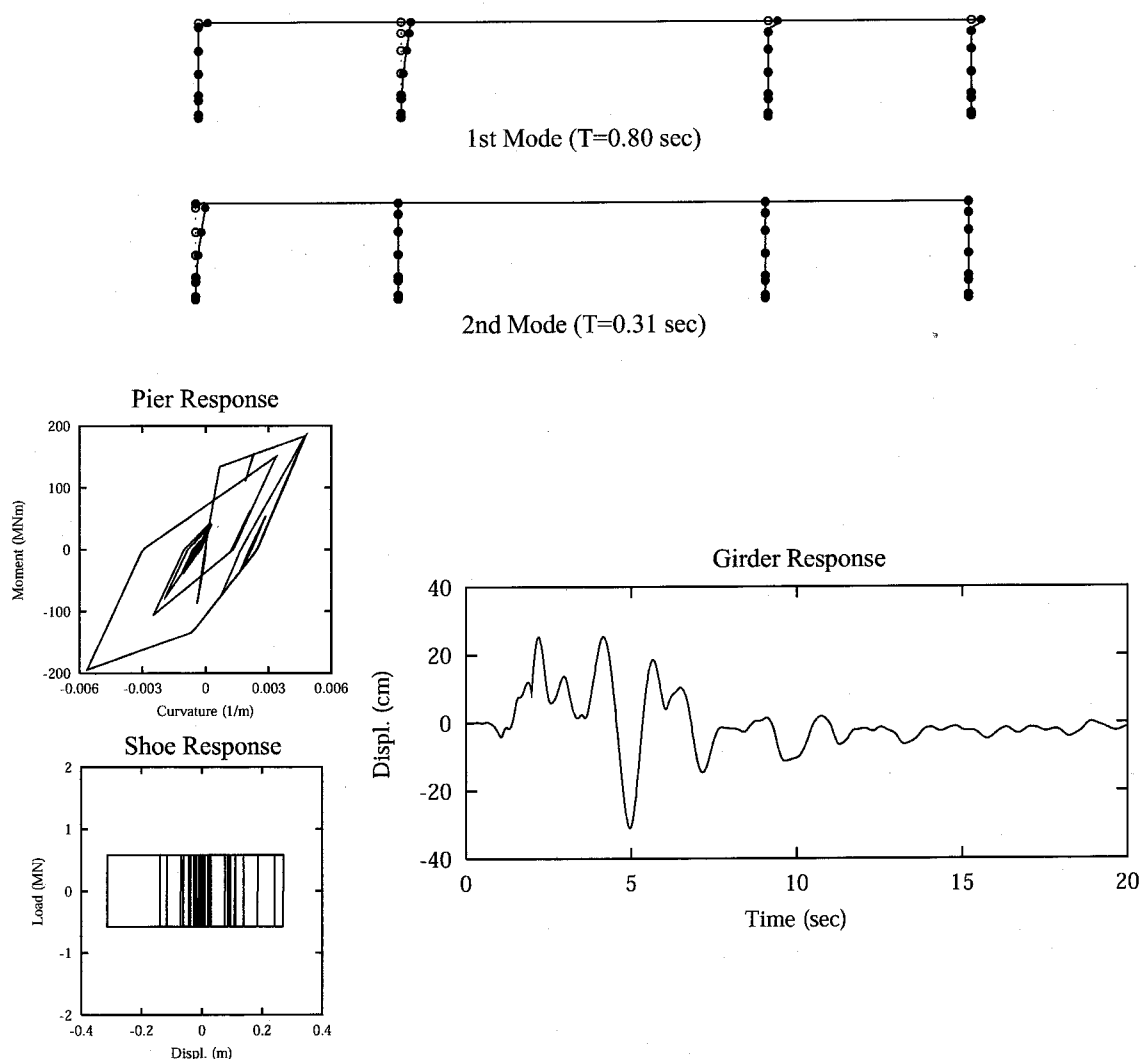 1st Mode (T=0.80 sec)
2nd Mode (T=0.31 sec)
Pier Response
200
100
0
-100
-200
Moment (MNm)
-0.006 -0.003 0 0.003 0.006
Curvature (1/m)
Shoe Response
2
1
0
-1
-2
Load (MN)
-0.4 -0.2 0 0.2 0.4
Displ. (m)
Girder Response
40
20
0
-20
-40
Displ. (cm)
0 5 10 15 20
Time (sec)